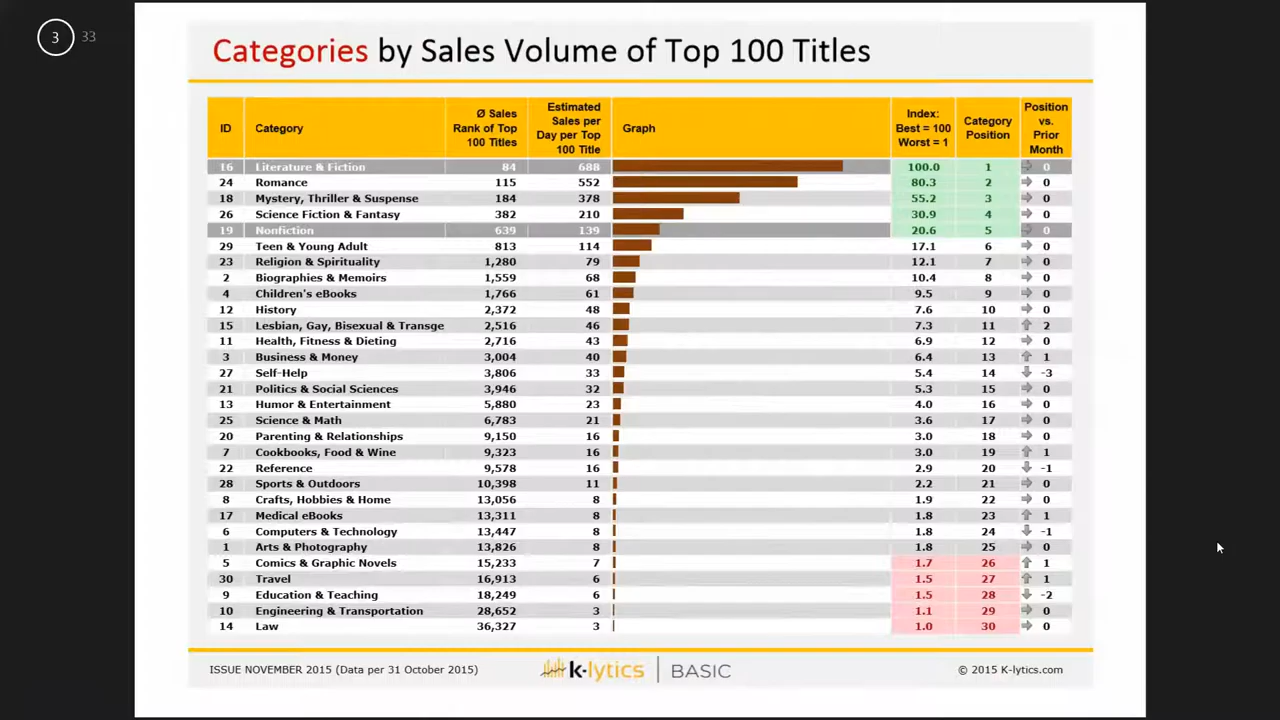 3 33
Categories by Sales Volume of Top 100 Titles
ID Category Ø Sales Rank of Top 100 Titles Estimated Sales per Day per Top 100 Title Graph Index: Best = 100 Worst = 1 Category Position Position vs. Prior Month
16 Literature & Fiction 84 688 100.0 1 0
24 Romance 115 552 80.3 2 0
18 Mystery, Thriller & Suspense 184 378 55.2 3 0
26 Science Fiction & Fantasy 382 210 30.9 4 0
19 Nonfiction 639 139 20.6 5 0
29 Teen & Young Adult 813 114 17.1 6 0
23 Religion & Spirituality 1,280 79 12.1 7 0
2 Biographies & Memoirs 1,559 68 10.4 8 0
4 Children's eBooks 1,766 61 9.5 9 0
12 History 2,372 48 7.6 10 0
15 Lesbian, Gay, Bisexual & Transge 2,516 46 7.3 11 2
11 Health, Fitness & Dieting 2,716 43 6.9 12 0
3 Business & Money 3,004 40 6.4 13 1
27 Self-Help 3,806 33 5.4 14 -3
21 Politics & Social Sciences 3,946 32 5.3 15 0
13 Humor & Entertainment 5,880 23 4.0 16 0
25 Science & Math 6,783 21 3.6 17 0
20 Parenting & Relationships 9,150 16 3.0 18 0
7 Cookbooks, Food & Wine 9,323 16 3.0 19 1
22 Reference 9,578 16 2.9 20 -1
28 Sports & Outdoors 10,398 11 2.2 21 0
8 Crafts, Hobbies & Home 13,056 8 1.9 22 0
17 Medical eBooks 13,311 8 1.8 23 1
6 Computers & Technology 13,447 8 1.8 24 -1
1 Arts & Photography 13,826 8 1.8 25 0
5 Comics & Graphic Novels 15,233 7 1.7 26 1
30 Travel 16,913 6 1.5 27 1
9 Education & Teaching 18,249 6 1.5 28 -2
10 Engineering & Transportation 28,652 3 1.1 29 0
14 Law 36,327 3 1.0 30 0
ISSUE NOVEMBER 2015 (Data per 31 October 2015) k-lytics BASIC © 2015 K-lytics.com